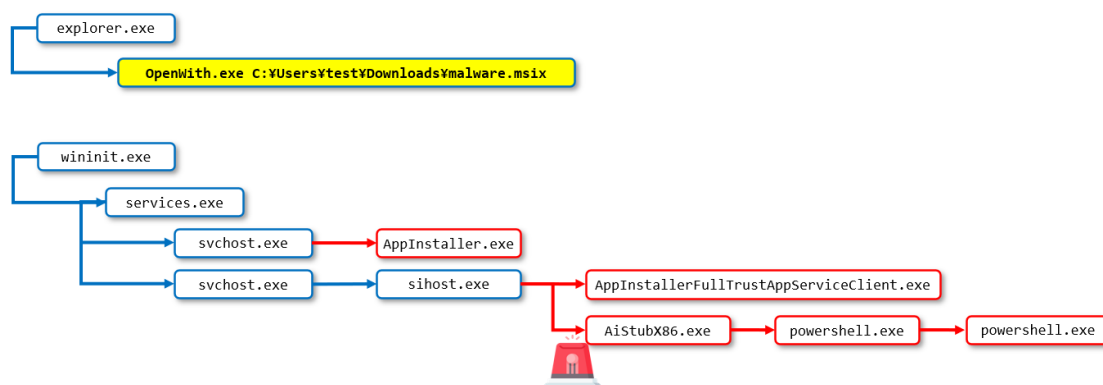 explorer.exe
OpenWith.exe C:¥Users¥test¥Downloads¥malware.msix
wininit.exe
services.exe
svchost.exe
AppInstaller.exe
svchost.exe
sihost.exe
AppInstallerFullTrustAppServiceClient.exe
AiStubX86.exe
powershell.exe
powershell.exe